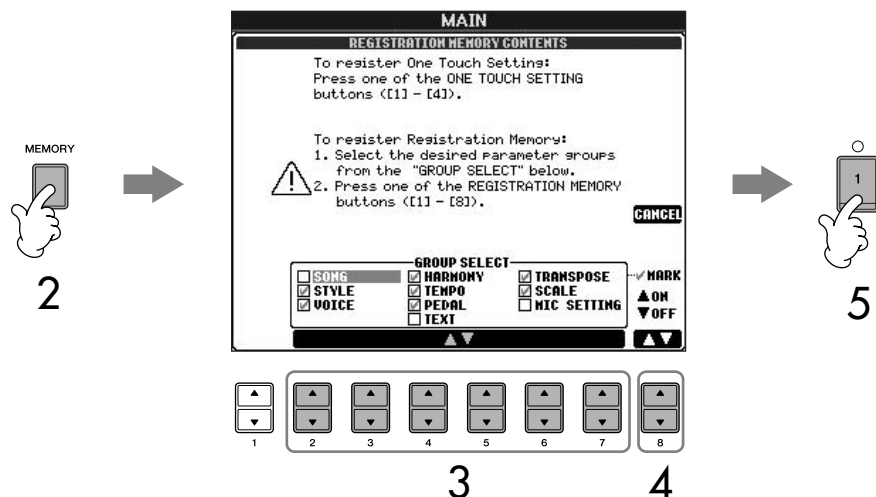 MAIN
REGISTRATION MEMORY CONTENTS
To register One Touch Setting:
Press one of the ONE TOUCH SETTING
buttons ([1] – [4]).
To register Registration Memory:
1. Select the desired parameter groups
from the "GROUP SELECT" below.
2. Press one of the REGISTRATION MEMORY
buttons ([1] – [8]).
CANCEL
GROUP SELECT
SONG HARMONY TRANSPOSE MARK
STYLE TEMPO SCALE ▲ON
VOICE PEDAL MIC SETTING ▼OFF
TEXT
▲▼ ▲▼
MEMORY
2
1
5
1 2 3 4 5 6 7 8
3 4